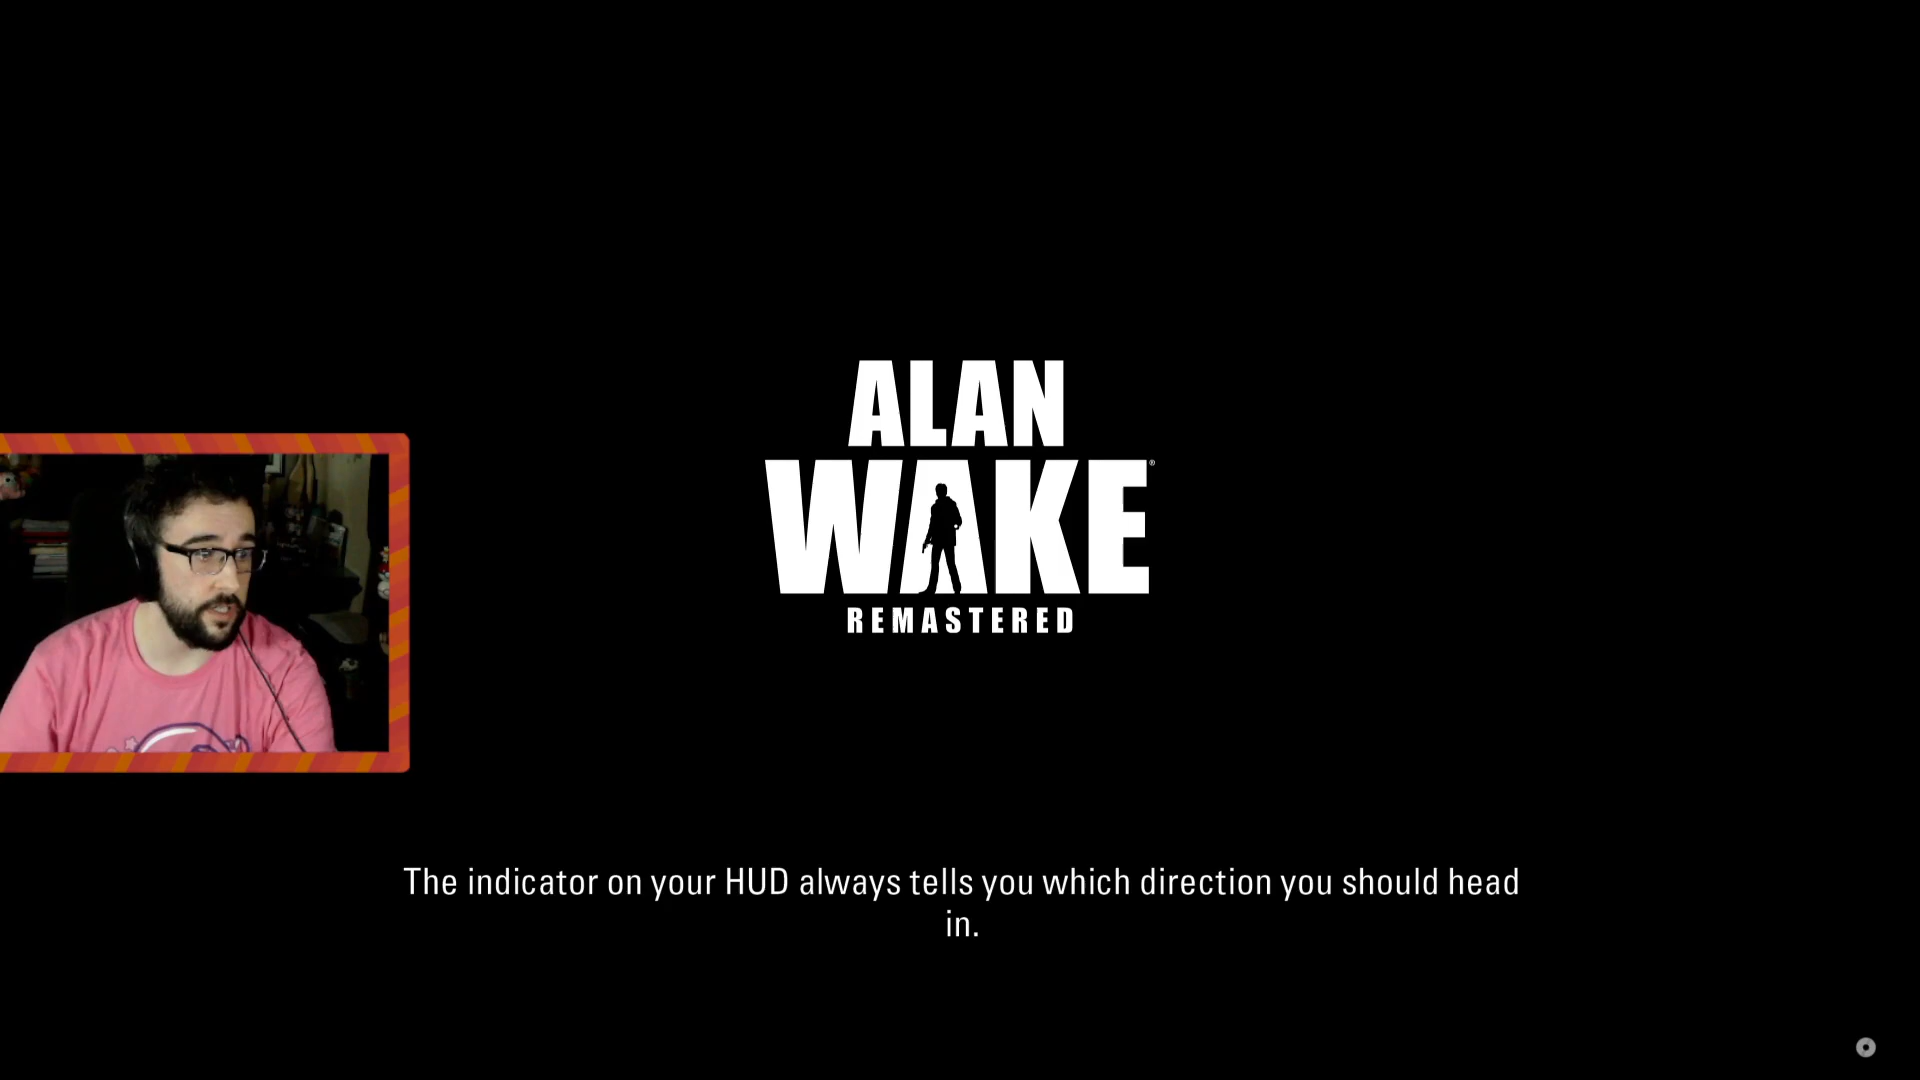 ALAN
WAKE®
REMASTERED
The indicator on your HUD always tells you which direction you should head
in.